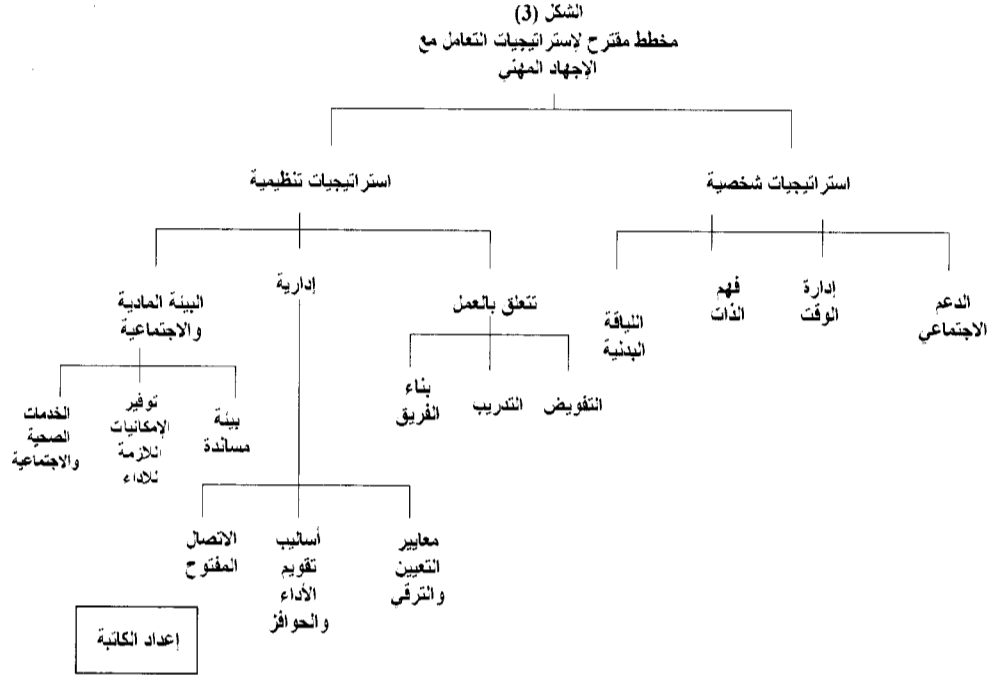 الشكل (3)
مخطط مقترح لإستراتيجيات التعامل مع
الإجهاد المهني
استراتيجيات شخصية
استراتيجيات تنظيمية
الدعم
الاجتماعي
إدارة
الوقت
فهم
الذات
اللياقة
البدنية
تتعلق بالعمل
إدارية
البيئة المادية
والاجتماعية
التفويض
التدريب
بناء
الفريق
بيئة
مساندة
توفير
الإمكانيات
اللازمة
للاداء
الخدمات
الصحية
والاجتماعية
معايير
التعيين
والترقي
أساليب
تقويم
الأداء
والحوافز
الاتصال
المفتوح
إعداد الكاتبة